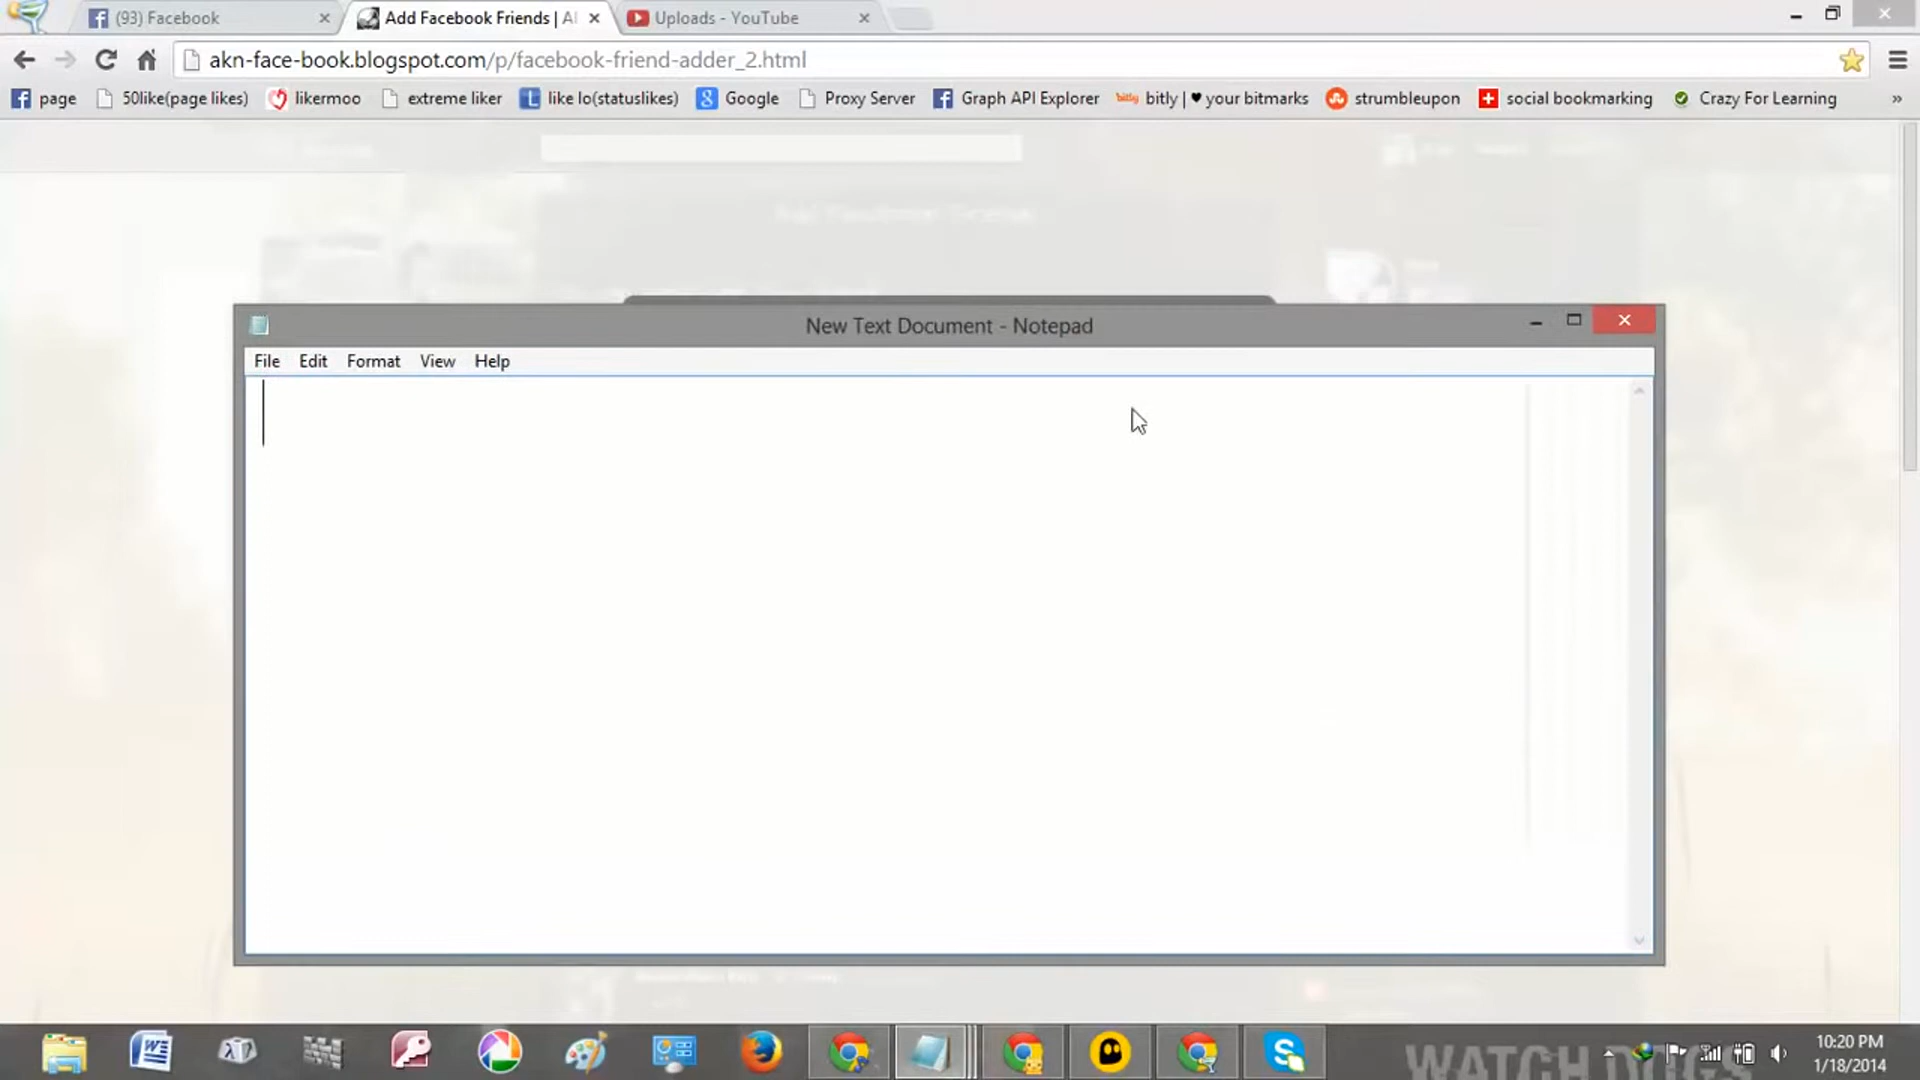 (93) Facebook
Add Facebook Friends | Al
Uploads - YouTube
akn-face-book.blogspot.com/p/facebook-friend-adder_2.html
page
50like(page likes)
likermoo
extreme liker
like lo(statuslikes)
Google
Proxy Server
Graph API Explorer
bitly bitly | ♥ your bitmarks
strumbleupon
social bookmarking
Crazy For Learning
»
New Text Document - Notepad
File Edit Format View Help
10:20 PM
1/18/2014
WATCH DOGS